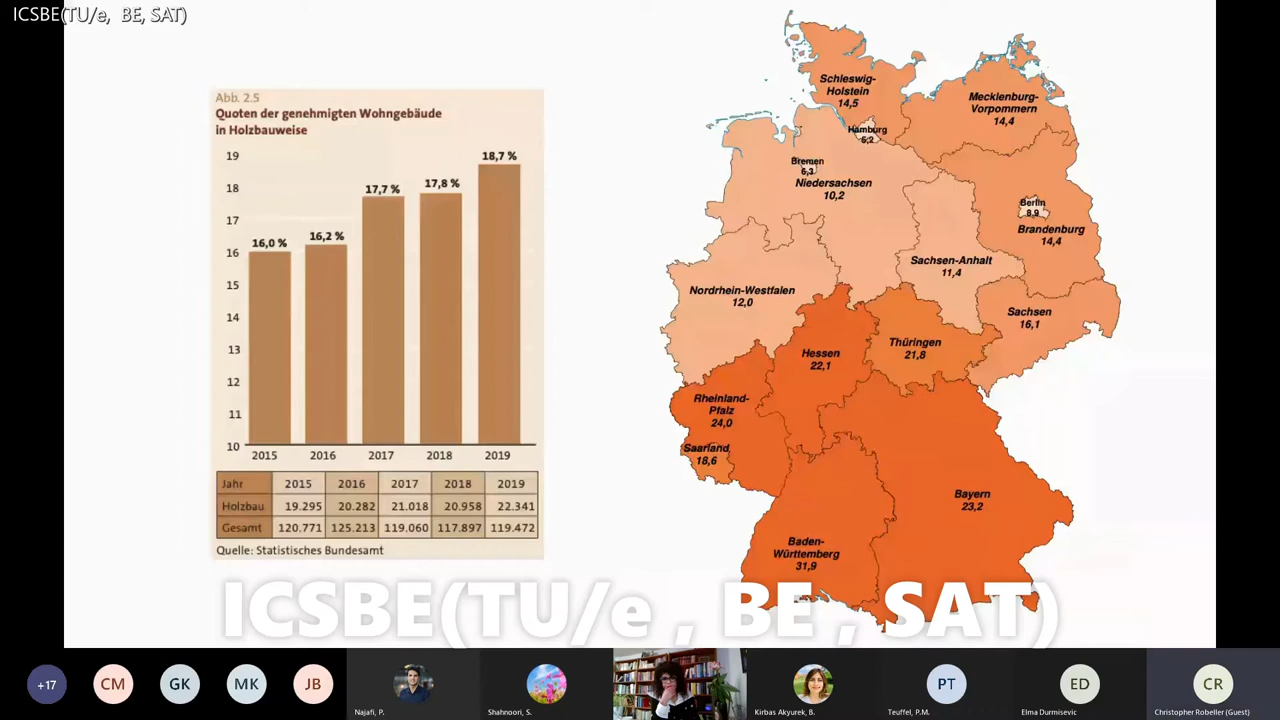 ICSBE(TU/e, BE, SAT)
Abb. 2.5
Quoten der genehmigten Wohngebäude
in Holzbauweise
19
18
17
16
15
14
13
12
11
10
16,0 %
16,2 %
17,7 %
17,8 %
18,7 %
2015 2016 2017 2018 2019
Jahr 2015 2016 2017 2018 2019
Holzbau 19.295 20.282 21.018 20.958 22.341
Gesamt 120.771 125.213 119.060 117.897 119.472
Quelle: Statistisches Bundesamt
Schleswig-
Holstein
14,5
Mecklenburg-
Vorpommern
14,4
Hamburg
Bremen
Niedersachsen
10,2
Berlin
8,9
Brandenburg
14,4
Sachsen-Anhalt
11,4
Nordrhein-Westfalen
12,0
Sachsen
16,1
Hessen
22,1
Thüringen
21,8
Rheinland-
Pfalz
24,0
Saarland
18,6
Bayern
23,2
Baden-
Württemberg
31,9
ICSBE(TU/e , BE , SAT)
+17
CM
GK
MK
JB
PT
ED
CR
Najafi, P.
Shahnoori, S.
Kirbas Akyurek, B.
Teuffel, P.M.
Elma Durmisevic
Christopher Robeller (Guest)